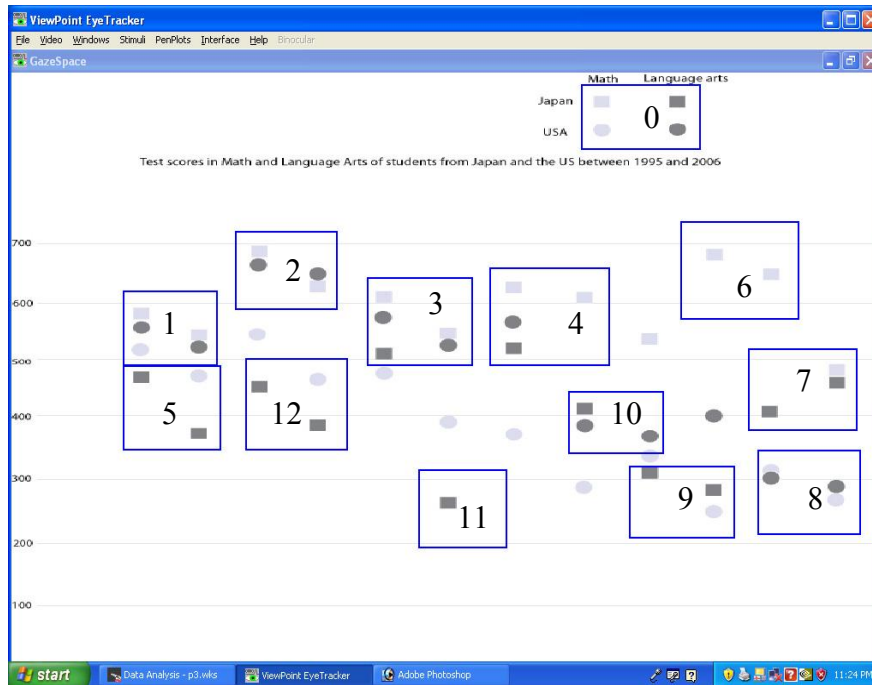 ViewPoint EyeTracker
File Video Windows Stimuli PenPlots Interface Help Binocular
GazeSpace
Math Language arts
Japan
0
USA
Test scores in Math and Language Arts of students from Japan and the US between 1995 and 2006
700
2
6
600
1
3
4
500
7
5
12
10
400
300
11
9
8
200
100
start Data Analysis - p3.wks ViewPoint EyeTracker Adobe Photoshop 11:24 PM